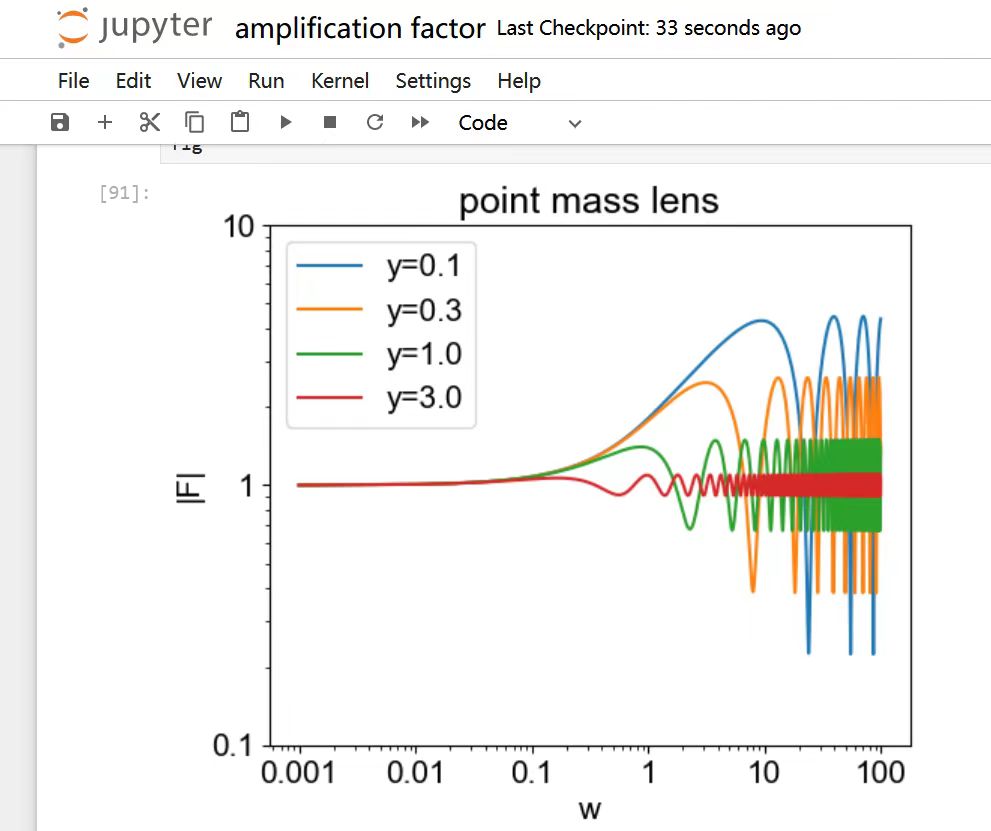 jupyter amplification factor Last Checkpoint: 33 seconds ago
File Edit View Run Kernel Settings Help
Code
fig
[91]:
point mass lens
10
y=0.1
y=0.3
y=1.0
y=3.0
|F|
1
0.1
0.001 0.01 0.1 1 10 100
w